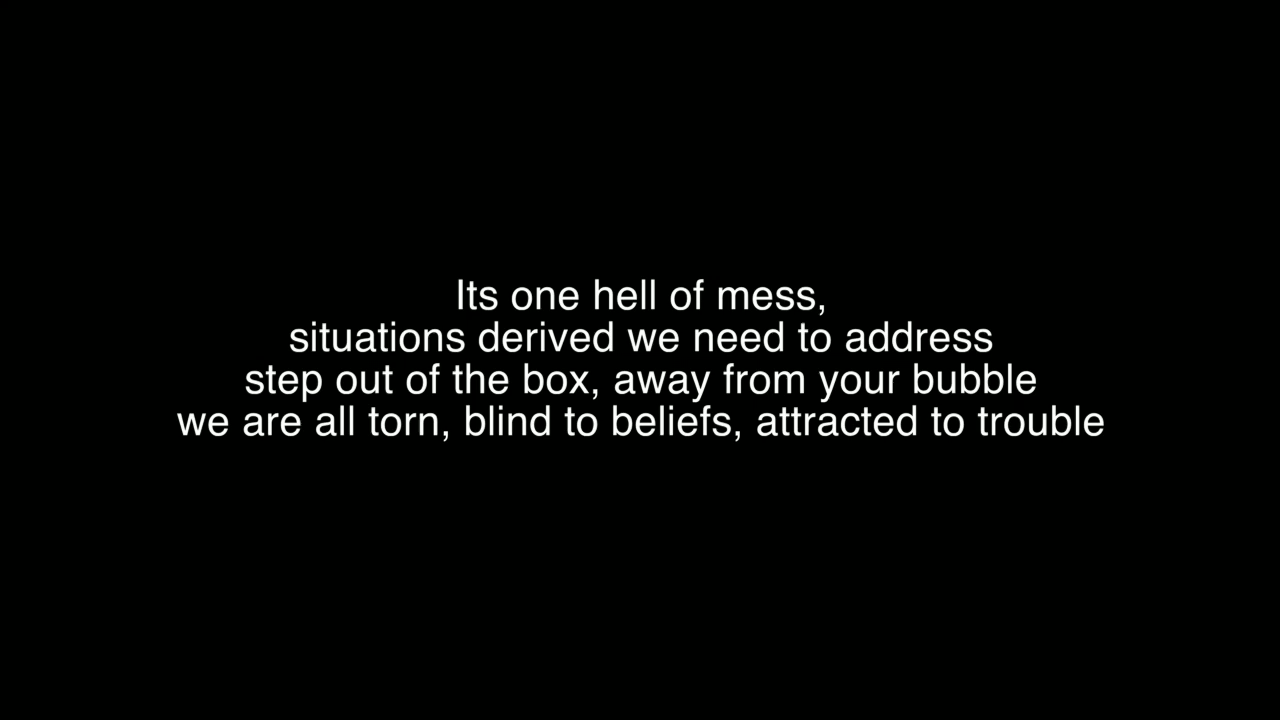 Its one hell of mess,
situations derived we need to address
step out of the box, away from your bubble
we are all torn, blind to beliefs, attracted to trouble